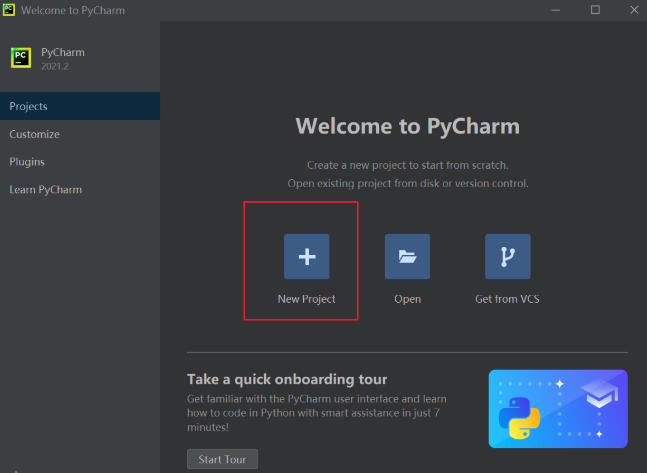 Welcome to PyCharm
PyCharm
2021.2
Projects
Customize
Plugins
Learn PyCharm
Welcome to PyCharm
Create a new project to start from scratch.
Open existing project from disk or version control.
New Project
Open
Get from VCS
Take a quick onboarding tour
Get familiar with the PyCharm user interface and learn
how to code in Python with smart assistance in just 7
minutes!
Start Tour